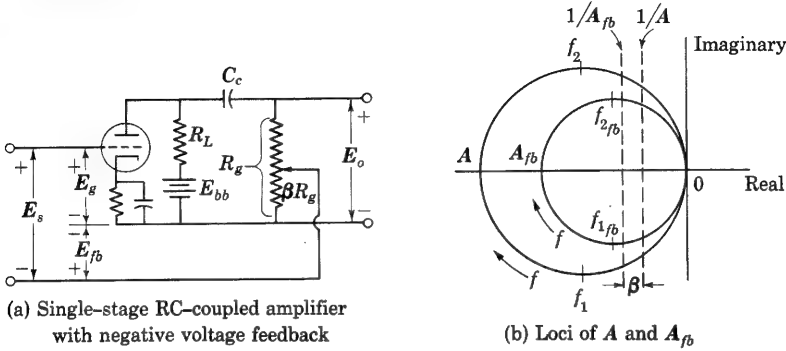 C_c
+
R_L
R_g
E_o
+
E_g
E_bb
βR_g
E_s
−
−
−
E_fb
−
+
(a) Single-stage RC-coupled amplifier
with negative voltage feedback
1/A_fb
1/A
f_2
Imaginary
f_2fb
A
A_fb
0
Real
f_1fb
f
f
β
f_1
(b) Loci of A and A_fb